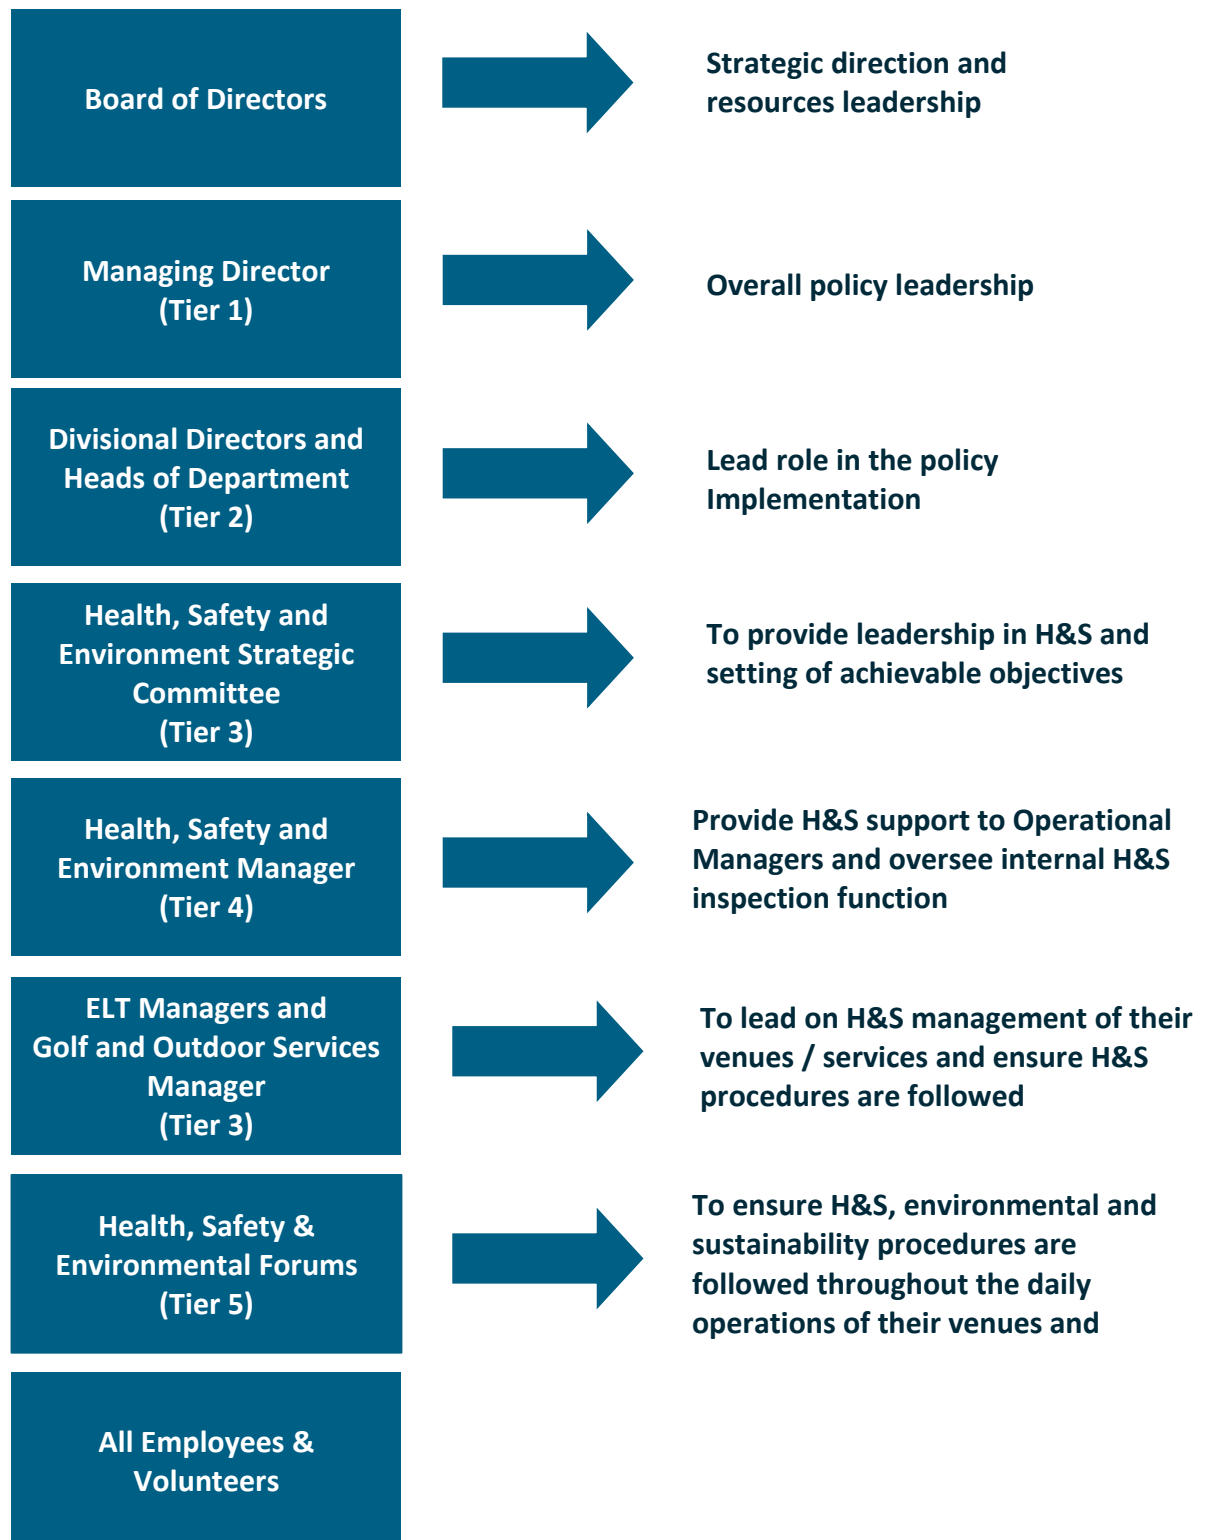 Board of Directors
Strategic direction and
resources leadership
Managing Director
(Tier 1)
Overall policy leadership
Divisional Directors and
Heads of Department
(Tier 2)
Lead role in the policy
Implementation
Health, Safety and
Environment Strategic
Committee
(Tier 3)
To provide leadership in H&S and
setting of achievable objectives
Health, Safety and
Environment Manager
(Tier 4)
Provide H&S support to Operational
Managers and oversee internal H&S
inspection function
ELT Managers and
Golf and Outdoor Services
Manager
(Tier 3)
To lead on H&S management of their
venues / services and ensure H&S
procedures are followed
Health, Safety &
Environmental Forums
(Tier 5)
To ensure H&S, environmental and
sustainability procedures are
followed throughout the daily
operations of their venues and
All Employees &
Volunteers